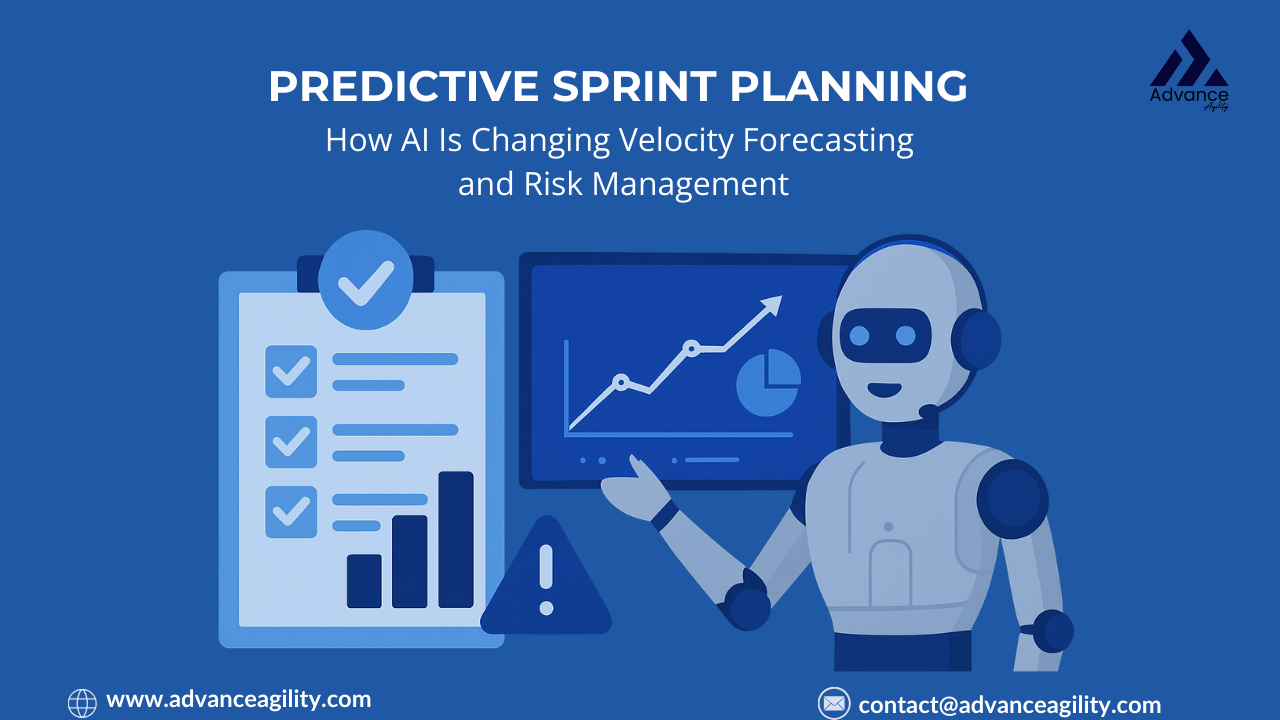 PREDICTIVE SPRINT PLANNING
How AI Is Changing Velocity Forecasting
and Risk Management
Advance
Agility
www.advanceagility.com
contact@advanceagility.com